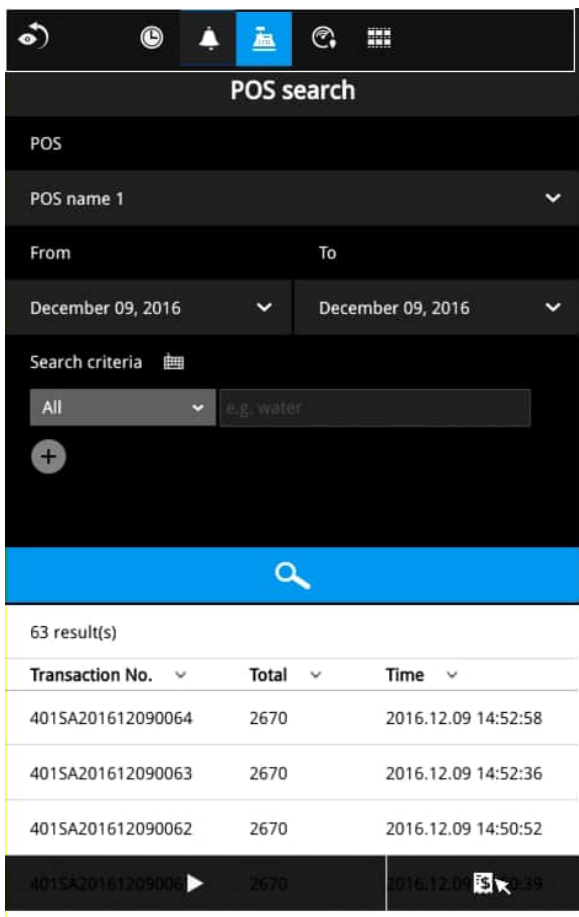 POS search
POS
POS name 1
From To
December 09, 2016 December 09, 2016
Search criteria
All e.g. water
63 result(s)
Transaction No. Total Time
401SA201612090064 2670 2016.12.09 14:52:58
401SA201612090063 2670 2016.12.09 14:52:36
401SA201612090062 2670 2016.12.09 14:50:52
2670